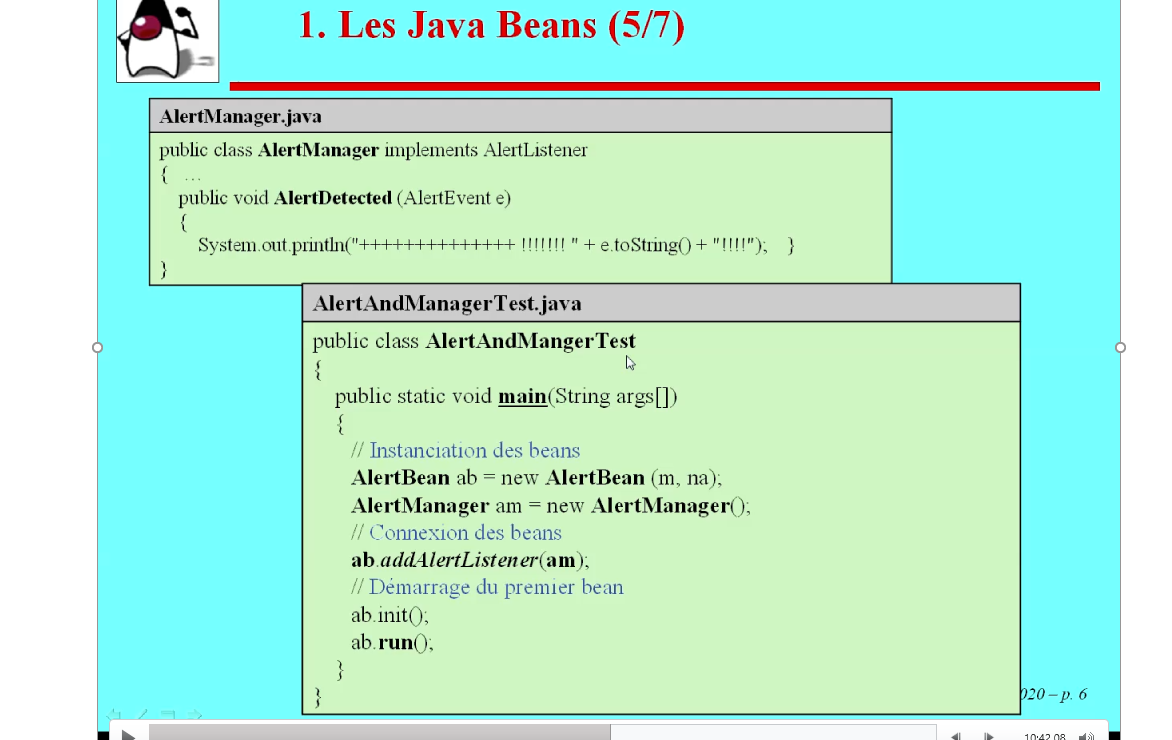 1. Les Java Beans (5/7)
AlertManager.java
public class AlertManager implements AlertListener
{ ...
public void AlertDetected (AlertEvent e)
{
System.out.println("++++++++++++++ !!!!!!! " + e.toString() + "!!!!"); }
}
AlertAndManagerTest.java
public class AlertAndMangerTest
{
public static void main(String args[])
{
// Instanciation des beans
AlertBean ab = new AlertBean (m, na);
AlertManager am = new AlertManager();
// Connexion des beans
ab.addAlertListener(am);
// Démarrage du premier bean
ab.init();
ab.run();
}
}
020 – p. 6
10:42,08